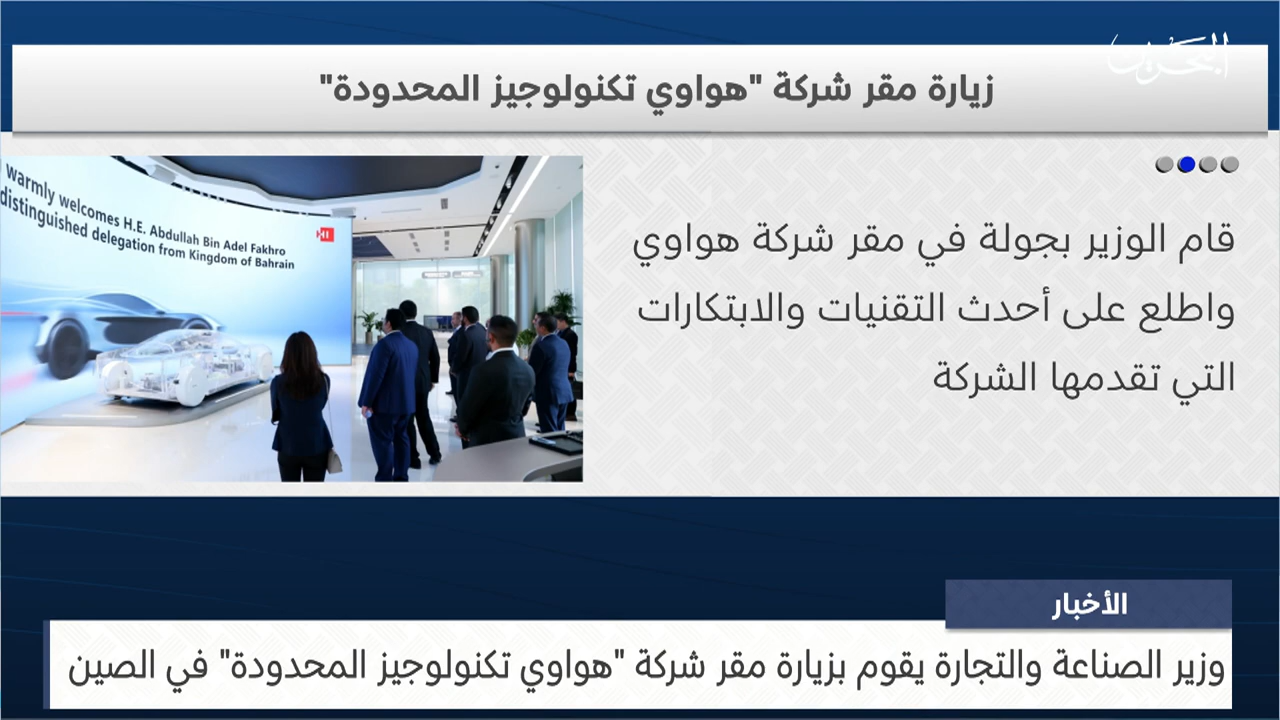 البحرين
زيارة مقر شركة "هواوي تكنولوجيز المحدودة"
warmly welcomes H.E. Abdullah Bin Adel Fakhro
distinguished delegation from Kingdom of Bahrain
قام الوزير بجولة في مقر شركة هواوي
واطلع على أحدث التقنيات والابتكارات
التي تقدمها الشركة
الأخبار
وزير الصناعة والتجارة يقوم بزيارة مقر شركة "هواوي تكنولوجيز المحدودة" في الصين